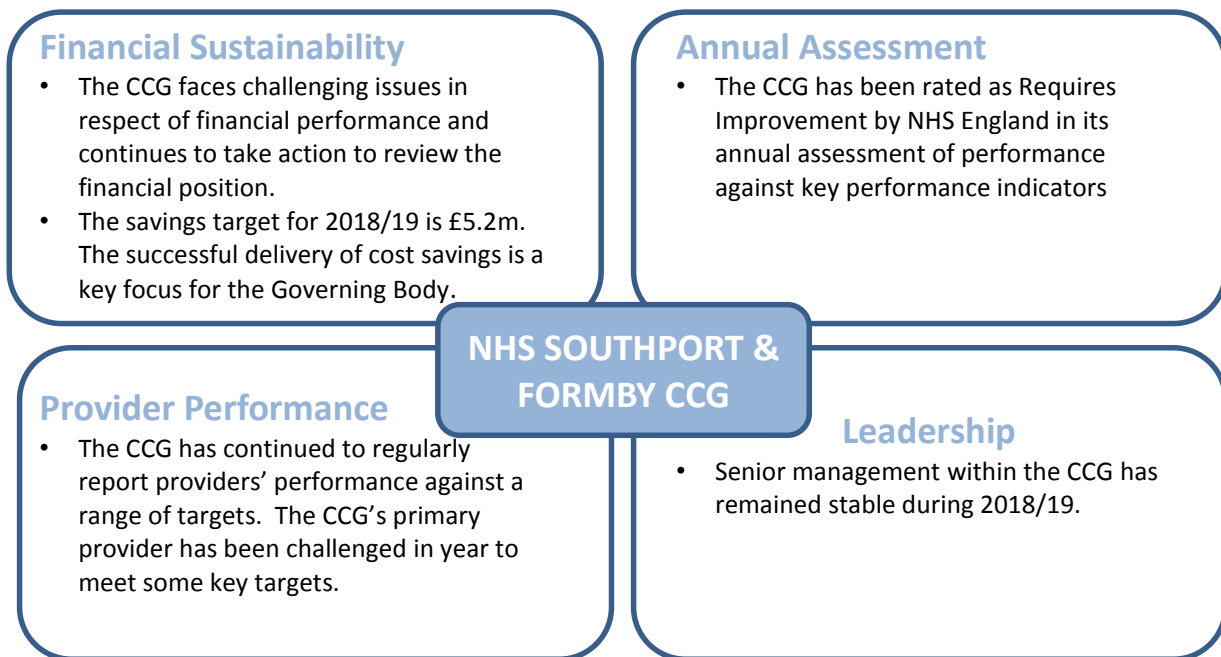 Financial Sustainability
• The CCG faces challenging issues in
respect of financial performance and
continues to take action to review the
financial position.
• The savings target for 2018/19 is £5.2m.
The successful delivery of cost savings is a
key focus for the Governing Body.
Annual Assessment
• The CCG has been rated as Requires
Improvement by NHS England in its
annual assessment of performance
against key performance indicators
NHS SOUTHPORT &
FORMBY CCG
Provider Performance
• The CCG has continued to regularly
report providers’ performance against a
range of targets.  The CCG’s primary
provider has been challenged in year to
meet some key targets.
Leadership
• Senior management within the CCG has
remained stable during 2018/19.